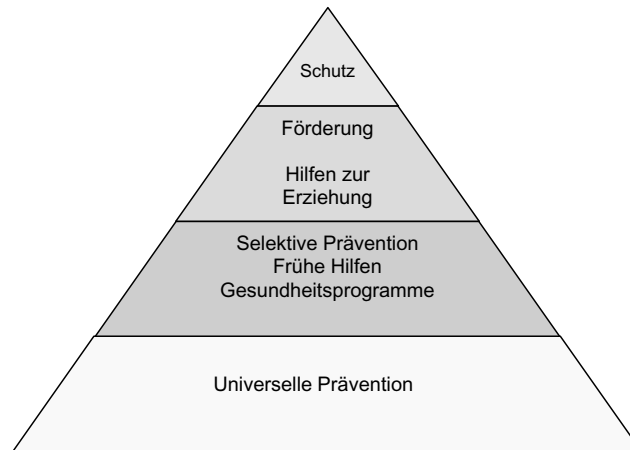 Schutz
Förderung
Hilfen zur
Erziehung
Selektive Prävention
Frühe Hilfen
Gesundheitsprogramme
Universelle Prävention